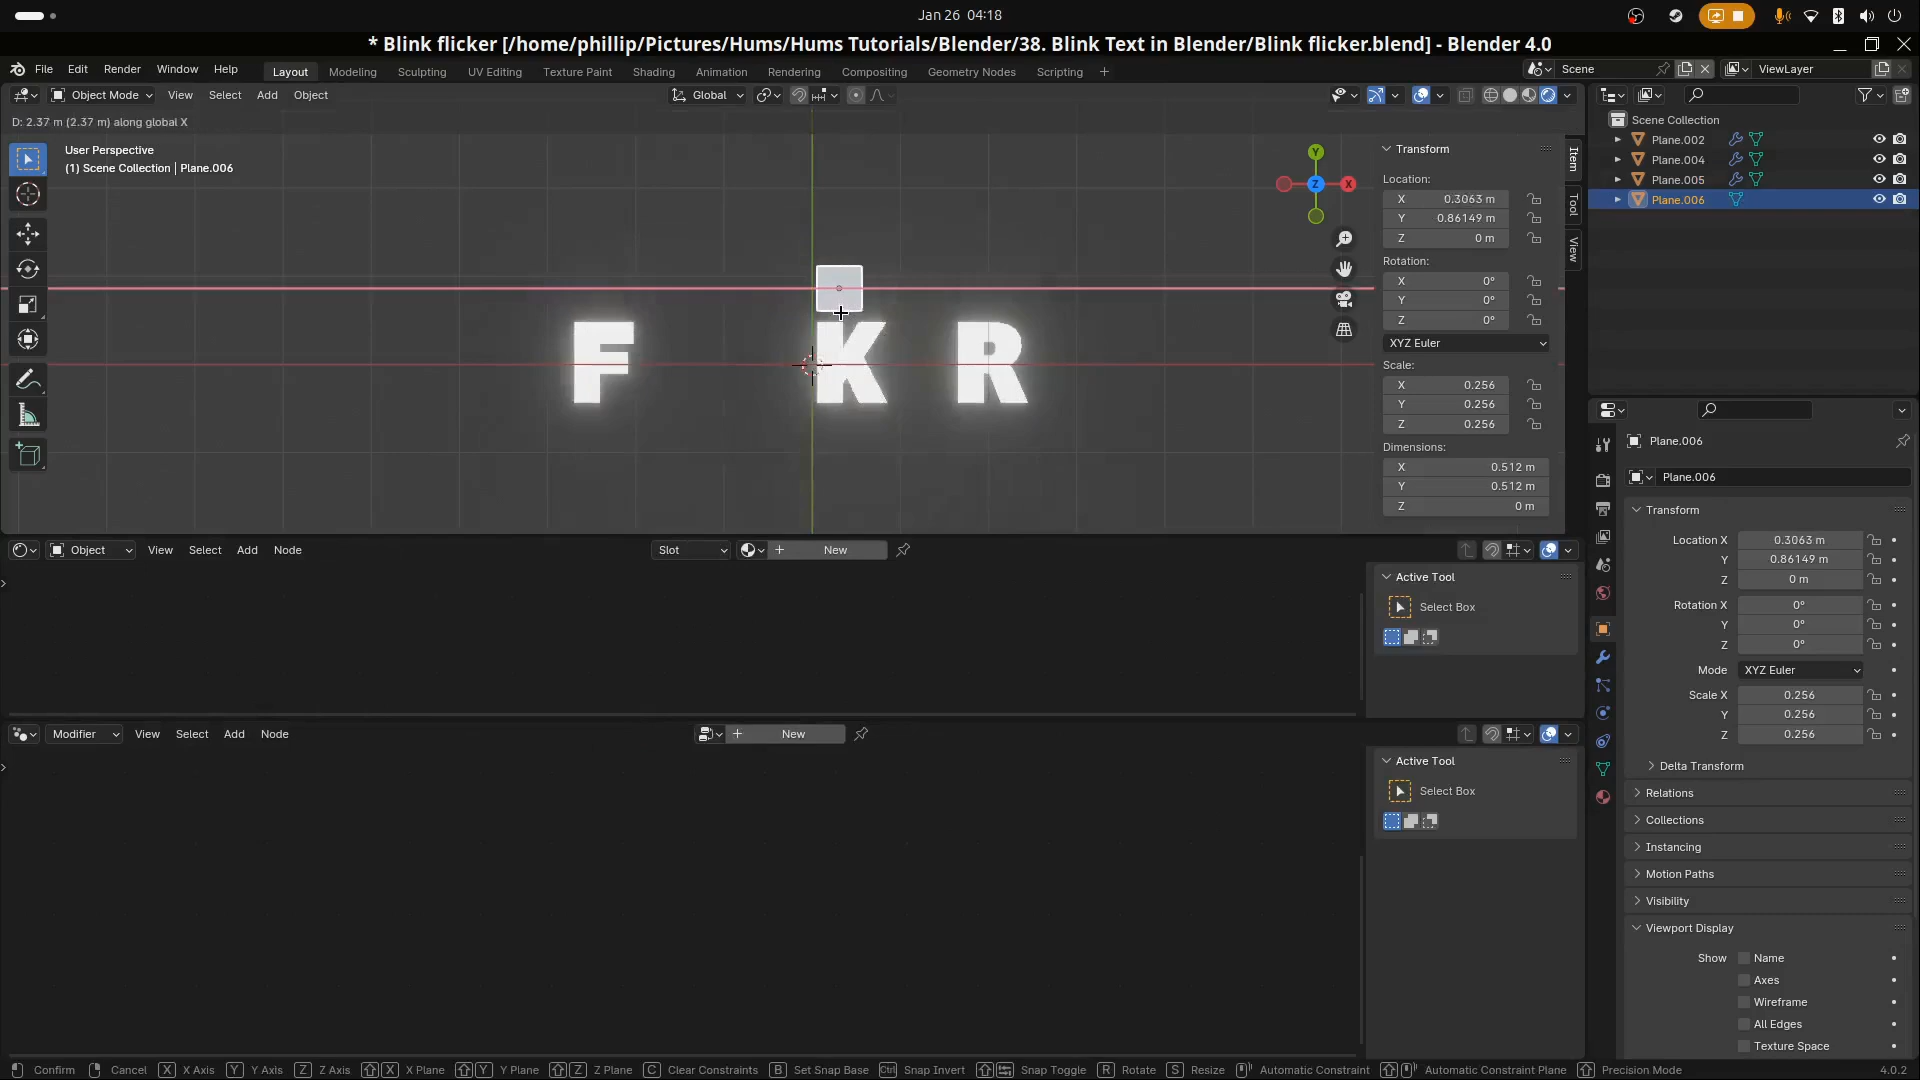 Jan 26 04:18
* Blink flicker [/home/phillip/Pictures/Hums/Hums Tutorials/Blender/38. Blink Text in Blender/Blink flicker.blend] - Blender 4.0
File Edit Render Window Help Layout Modeling Sculpting UV Editing Texture Paint Shading Animation Rendering Compositing Geometry Nodes Scripting + Scene ViewLayer
Object Mode View Select Add Object Global
D: 2.37 m (2.37 m) along global X
User Perspective
(1) Scene Collection | Plane.006
Y
X
Z
F K R
Transform
Location:
X 0.3063 m
Y 0.86149 m
Z 0 m
Rotation:
X 0°
Y 0°
Z 0°
XYZ Euler
Scale:
X 0.256
Y 0.256
Z 0.256
Dimensions:
X 0.512 m
Y 0.512 m
Z 0 m
Item
Tool
View
Scene Collection
Plane.002
Plane.004
Plane.005
Plane.006
Object View Select Add Node Slot New
Active Tool
Select Box
Modifier View Select Add Node New
Active Tool
Select Box
Plane.006
Plane.006
Transform
Location X 0.3063 m
Y 0.86149 m
Z 0 m
Rotation X 0°
Y 0°
Z 0°
Mode XYZ Euler
Scale X 0.256
Y 0.256
Z 0.256
Delta Transform
Relations
Collections
Instancing
Motion Paths
Visibility
Viewport Display
Show Name
Axes
Wireframe
All Edges
Texture Space
Confirm Cancel X X Axis Y Y Axis Z Z Axis X X Plane Y Y Plane Z Z Plane C Clear Constraints B Set Snap Base Ctrl Snap Invert Snap Toggle R Rotate S Resize Automatic Constraint Automatic Constraint Plane Precision Mode 4.0.2